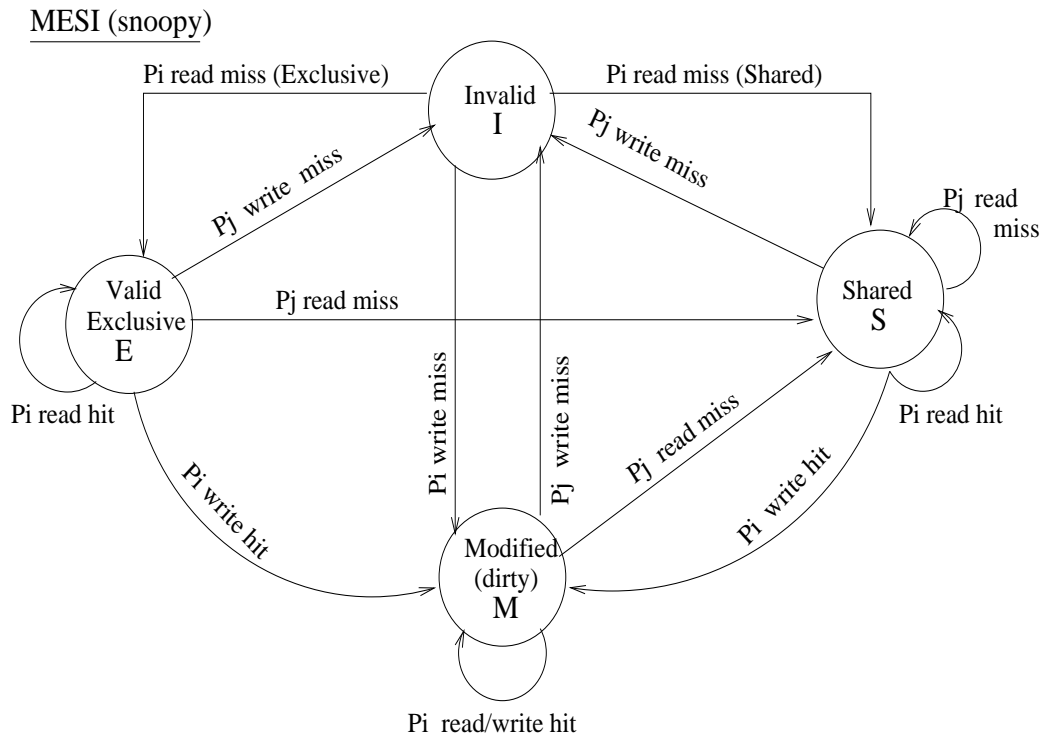 MESI (snoopy)
Pi read miss (Exclusive)
Invalid
I
Pi read miss (Shared)
Pj write miss
Pj write miss
Pj read
miss
Valid
Exclusive
E
Pj read miss
Shared
S
Pi read hit
Pi write miss
Pj write miss
Pj read miss
Pi read hit
Pi write hit
Pi write hit
Modified
(dirty)
M
Pi read/write hit